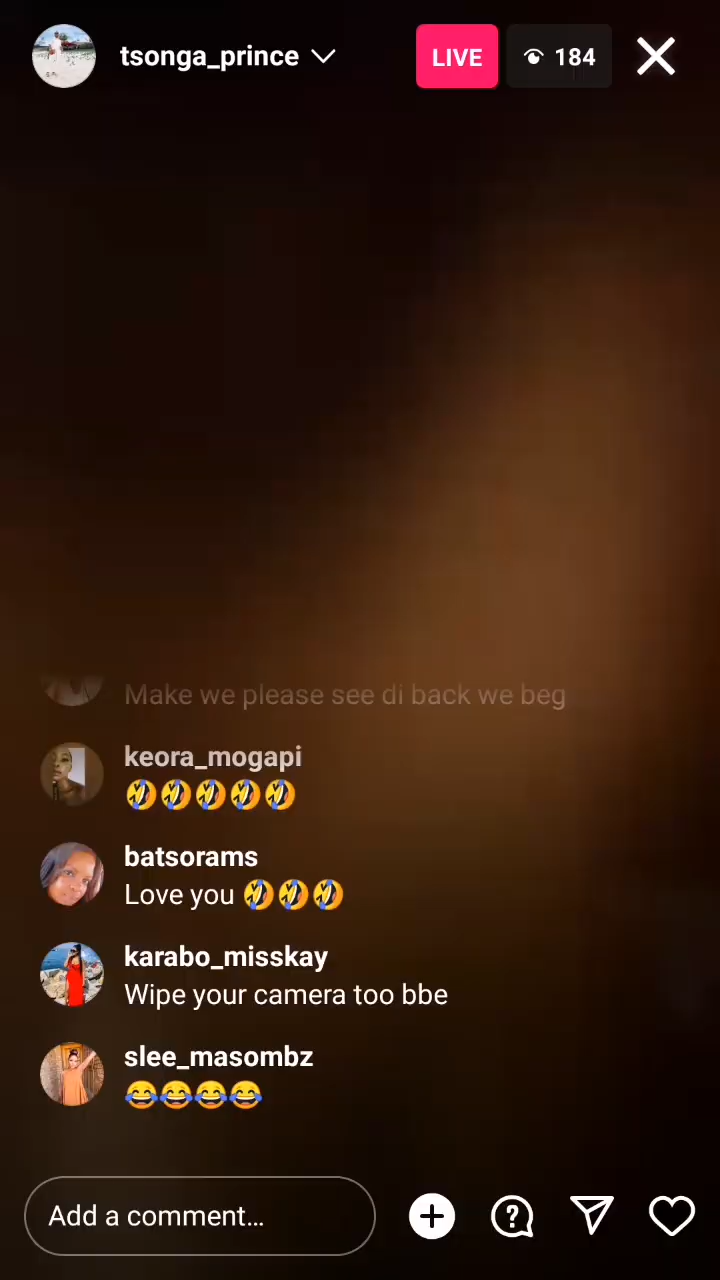 tsonga_prince
LIVE
184
Make we please see di back we beg
keora_mogapi
🤣🤣🤣🤣🤣
batsorams
Love you 🤣🤣🤣
karabo_misskay
Wipe your camera too bbe
slee_masombz
😂😂😂😂
Add a comment...